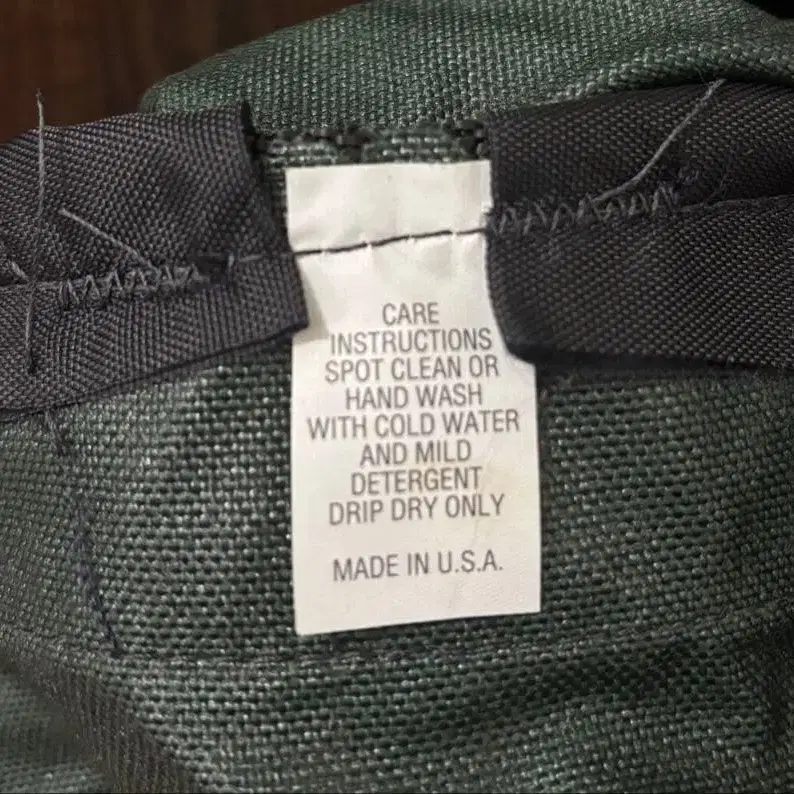 CARE
INSTRUCTIONS
SPOT CLEAN OR
HAND WASH
WITH COLD WATER
AND MILD
DETERGENT
DRIP DRY ONLY
MADE IN U.S.A.